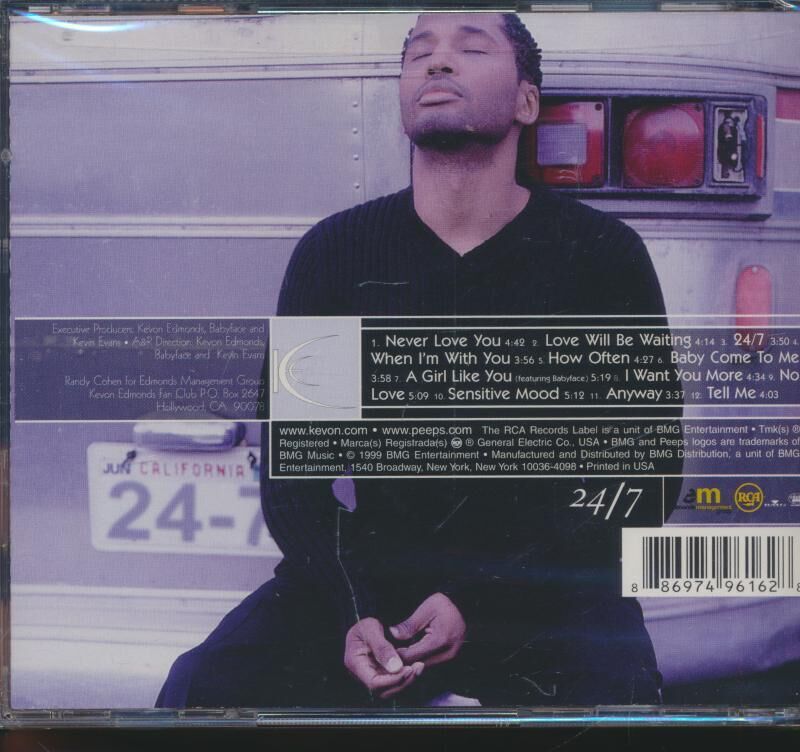 Executive Producers: Kevon Edmonds, Babyface and
Kevin Evans • A&R Direction: Kevon Edmonds,
Babyface and Kevin Evans
Randy Cohen for Edmonds Management Group
Kevon Edmonds Fan Club P.O. Box 2647
Hollywood, CA 90078
1. Never Love You 4:42 2. Love Will Be Waiting 4:14 3. 24/7 3:50 4.
When I'm With You 3:56 5. How Often 4:27 6. Baby Come To Me
3:58 7. A Girl Like You (featuring Babyface) 5:19 8. I Want You More 4:34 9. No
Love 5:09 10. Sensitive Mood 5:12 11. Anyway 3:37 12. Tell Me 4:03
www.kevon.com • www.peeps.com The RCA Records Label is a unit of BMG Entertainment • Tmk(s) ®
Registered • Marca(s) Registrada(s) ® General Electric Co., USA • BMG and Peeps logos are trademarks of
BMG Music • © 1999 BMG Entertainment • Manufactured and Distributed by BMG Distribution, a unit of BMG
Entertainment, 1540 Broadway, New York, New York 10036-4098 • Printed in USA
JUN CALIFORNIA
24-7
24/7
em management RCA
8 86974 96162 8